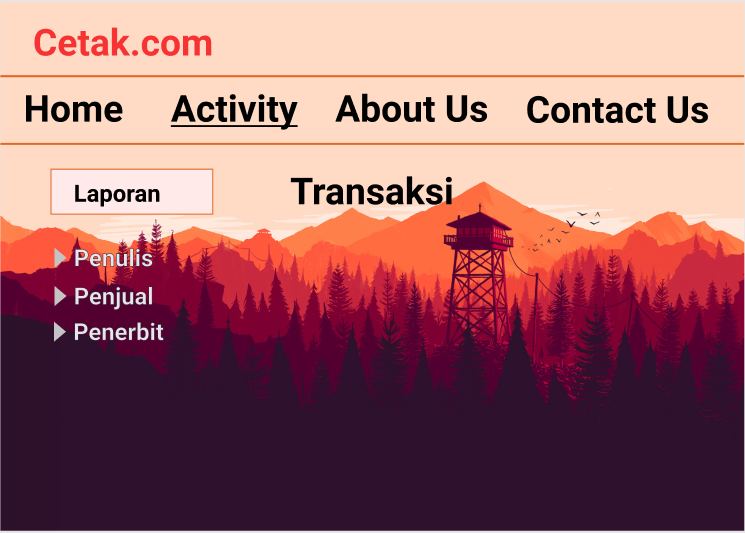 Cetak.com
Home Activity About Us Contact Us
Laporan
Transaksi
Penulis
Penjual
Penerbit